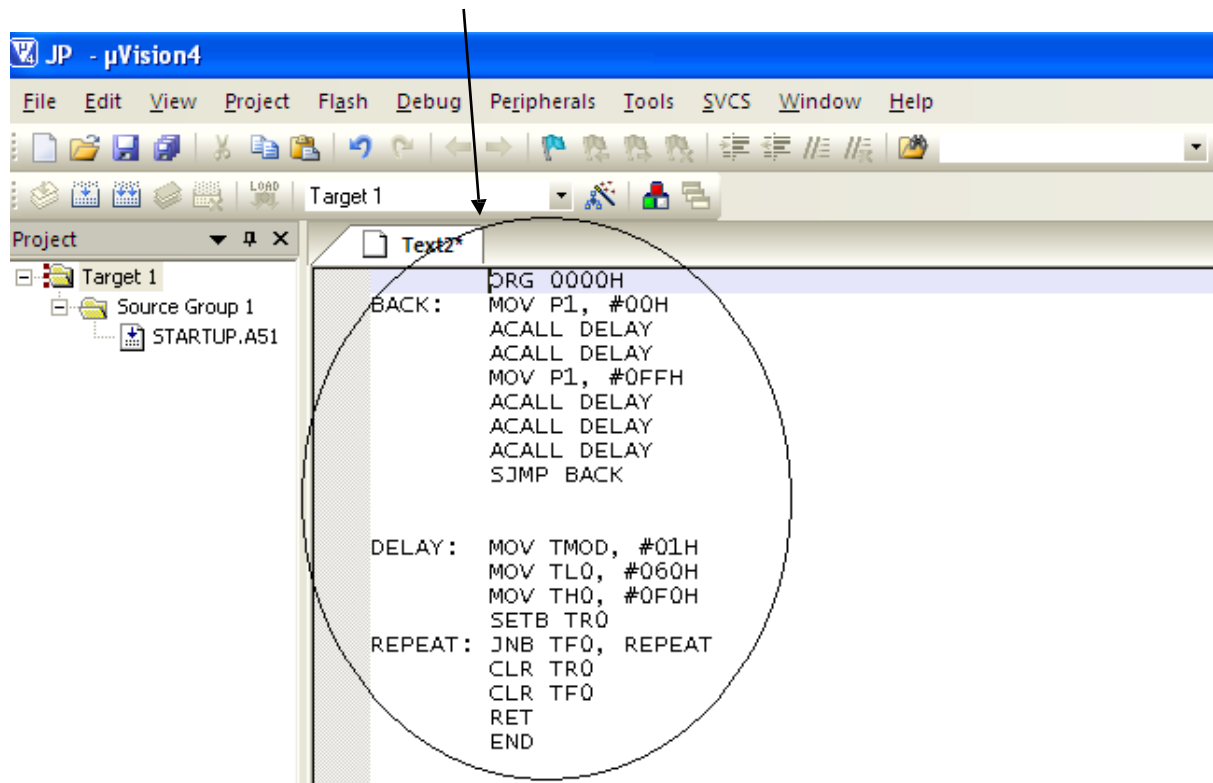 JP - µVision4
File Edit View Project Flash Debug Peripherals Tools SVCS Window Help
LOAD Target 1
Project
Text2*
Target 1
Source Group 1
STARTUP.A51
ORG 0000H
BACK: MOV P1, #00H
ACALL DELAY
ACALL DELAY
MOV P1, #0FFH
ACALL DELAY
ACALL DELAY
ACALL DELAY
SJMP BACK
DELAY: MOV TMOD, #01H
MOV TL0, #060H
MOV TH0, #0F0H
SETB TR0
REPEAT: JNB TF0, REPEAT
CLR TR0
CLR TF0
RET
END